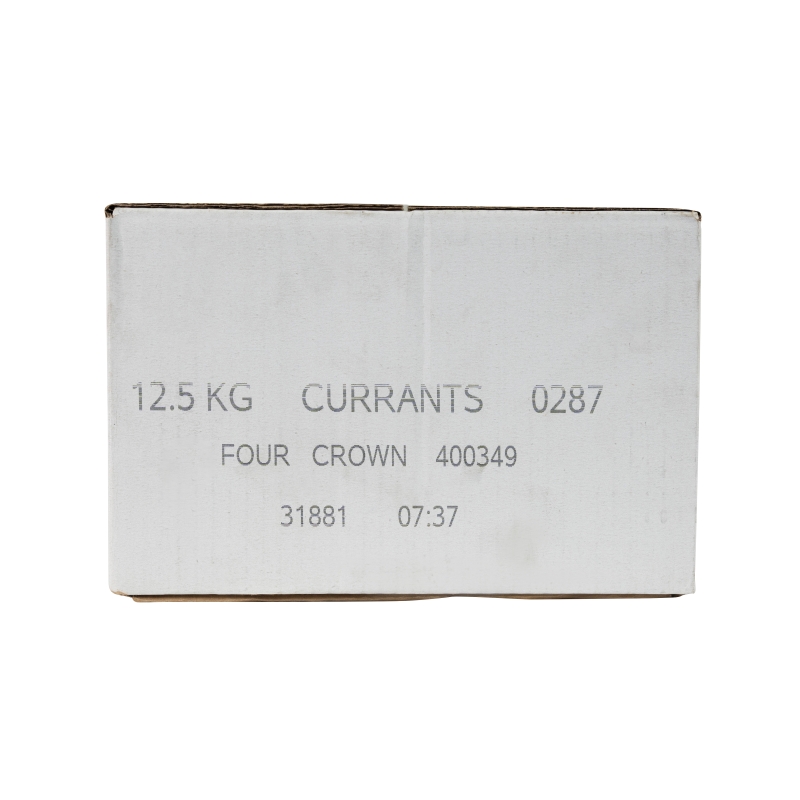 12.5 KG CURRANTS 0287
FOUR CROWN 400349
31881 07:37